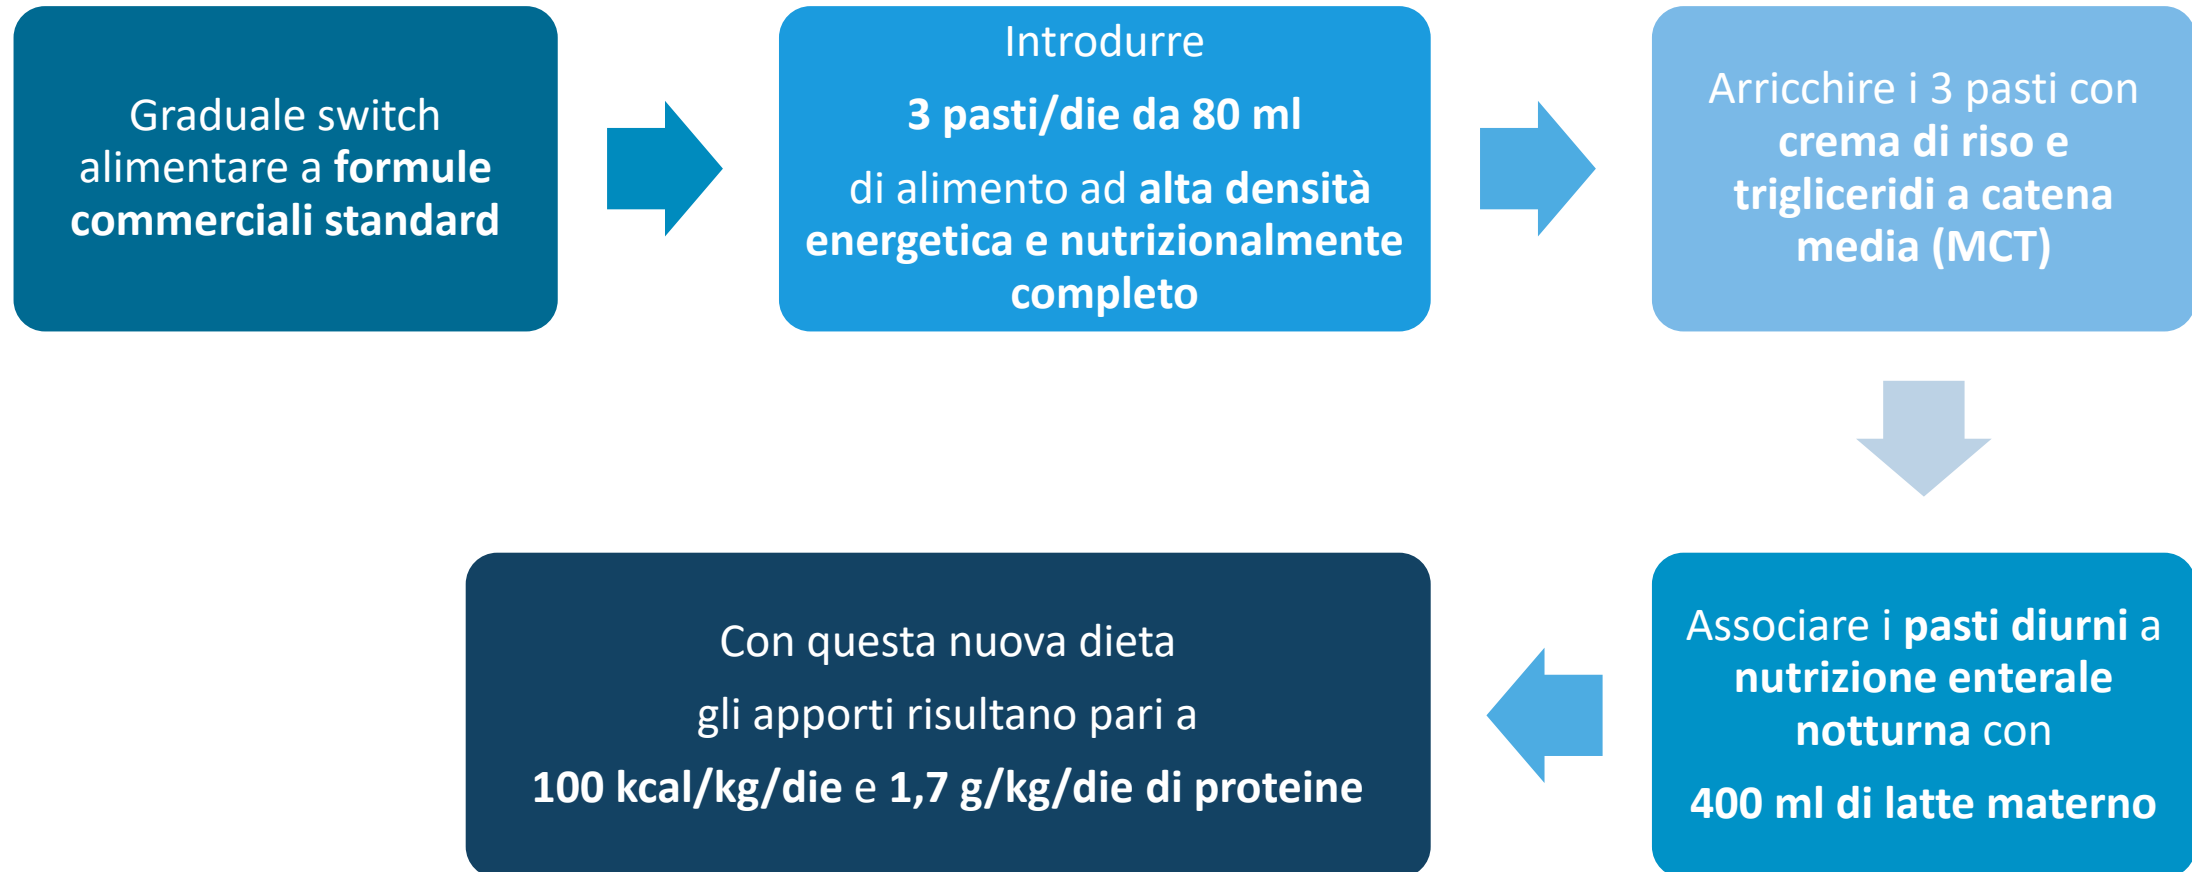 Graduale switch
alimentare a formule
commerciali standard
Introdurre
3 pasti/die da 80 ml
di alimento ad alta densità
energetica e nutrizionalmente
completo
Arricchire i 3 pasti con
crema di riso e
trigliceridi a catena
media (MCT)
Associare i pasti diurni a
nutrizione enterale
notturna con
400 ml di latte materno
Con questa nuova dieta
gli apporti risultano pari a
100 kcal/kg/die e 1,7 g/kg/die di proteine